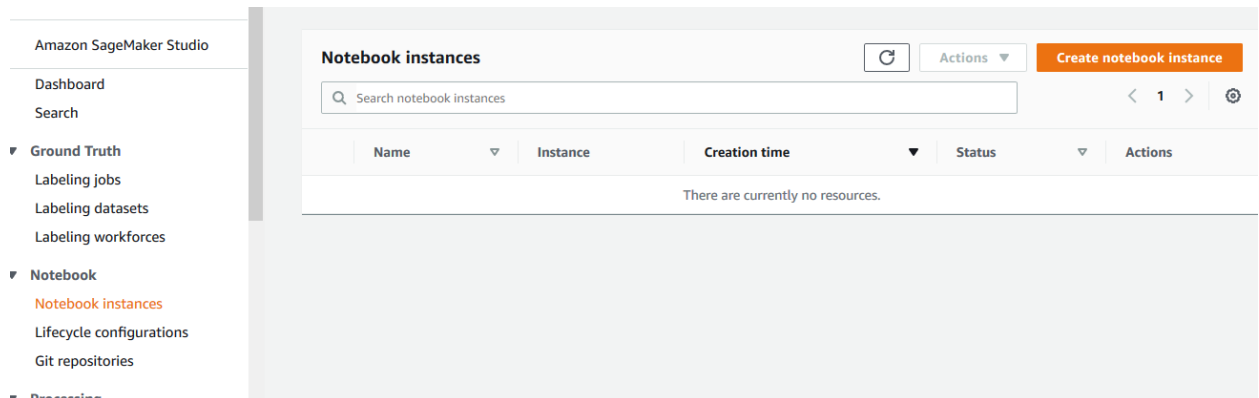 Amazon SageMaker Studio
Dashboard
Search
Ground Truth
Labeling jobs
Labeling datasets
Labeling workforces
Notebook
Notebook instances
Lifecycle configurations
Git repositories
Processing
Notebook instances
Actions
Create notebook instance
Search notebook instances
1
Name Instance Creation time Status Actions
There are currently no resources.